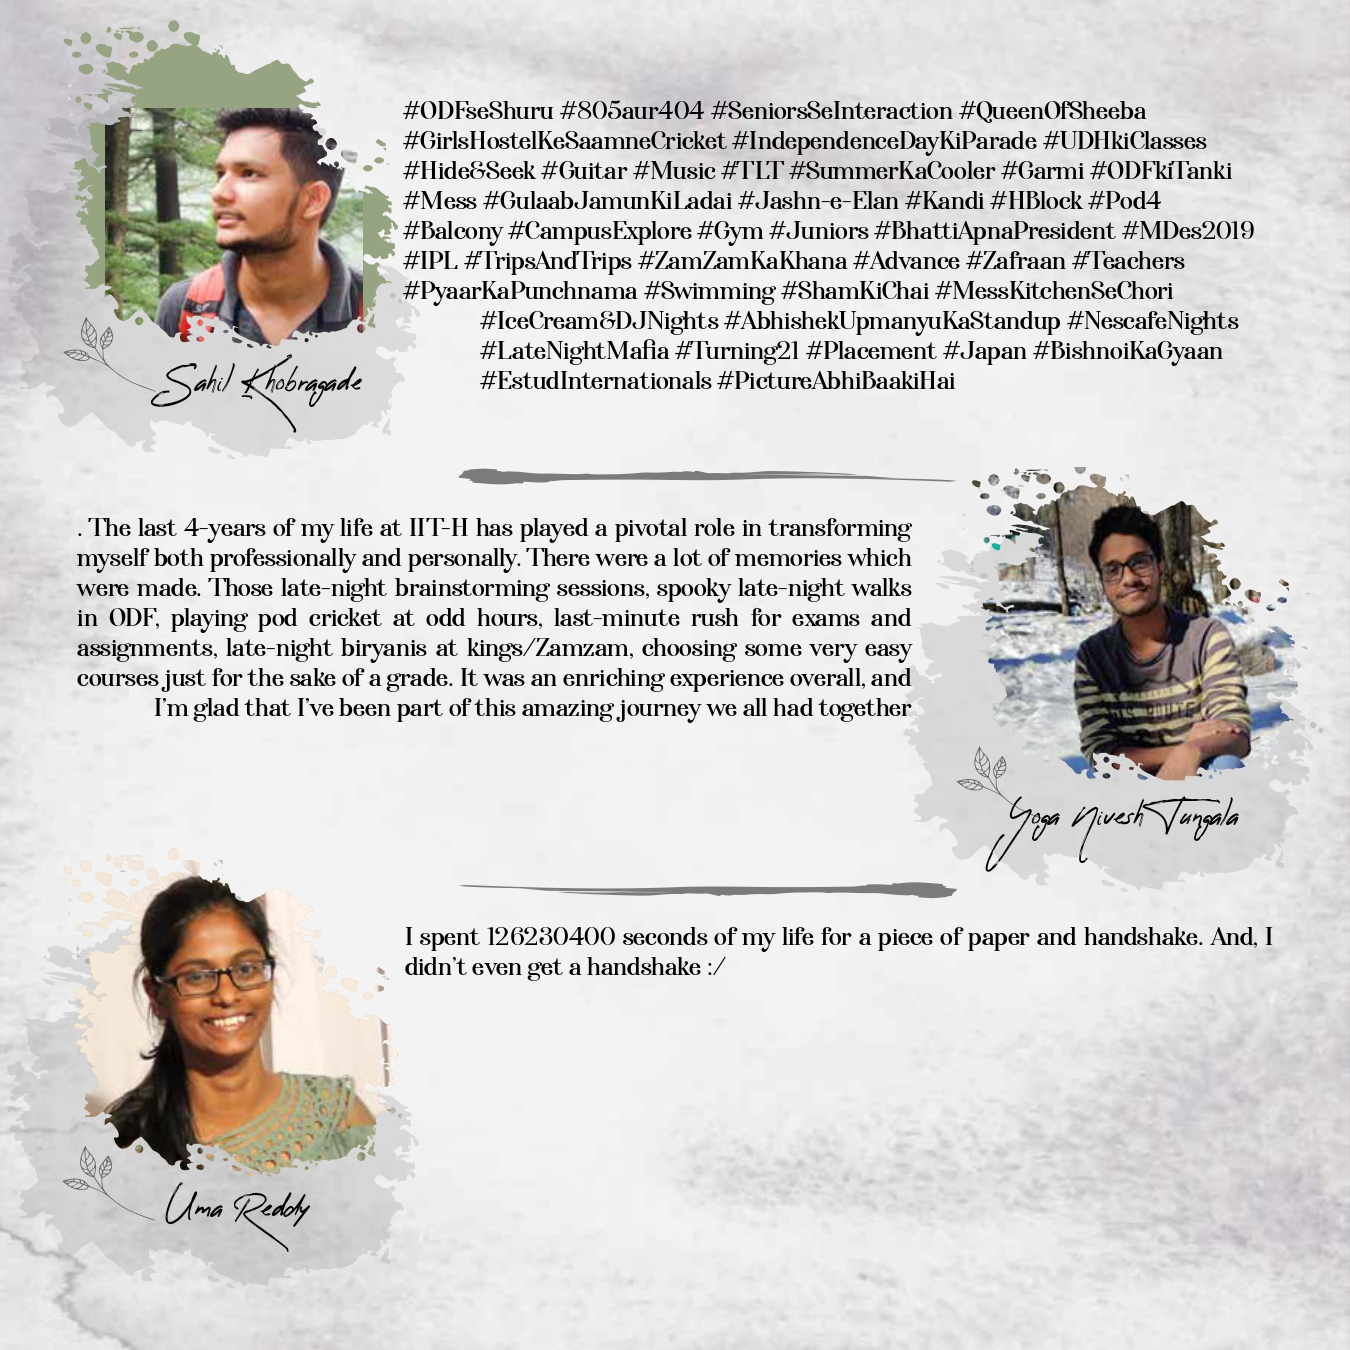 #ODFseShuru #805aur404 #SeniorsSeInteraction #QueenOfSheeba
#GirlsHostelKeSaamneCricket #IndependenceDayKiParade #UDHkiClasses
#Hide&Seek #Guitar #Music #TLT #SummerKaCooler #Garmi #ODFkiTanki
#Mess #GulaabJamunKiLadai #Jashn-e-Elan #Kandi #HBlock #Pod4
#Balcony #CampusExplore #Gym #Juniors #BhattiApnaPresident #MDes2019
#IPL #TripsAndTrips #ZamZamKaKhana #Advance #Zafraan #Teachers
#PyaarKaPunchnama #Swimming #ShamKiChai #MessKitchenSeChori
#IceCream&DJNights #AbhishekUpmanyuKaStandup #NescafeNights
#LateNightMafia #Turning21 #Placement #Japan #BishnoiKaGyaan
#EstudInternationals #PictureAbhiBaakiHai
Sahil Khobragade
. The last 4-years of my life at IIT-H has played a pivotal role in transforming
myself both professionally and personally. There were a lot of memories which
were made. Those late-night brainstorming sessions, spooky late-night walks
in ODF, playing pod cricket at odd hours, last-minute rush for exams and
assignments, late-night biryanis at kings/Zamzam, choosing some very easy
courses just for the sake of a grade. It was an enriching experience overall, and
I'm glad that I've been part of this amazing journey we all had together
Yoga Nivesh Tungala
I spent 126230400 seconds of my life for a piece of paper and handshake. And, I
didn't even get a handshake :/
Uma Reddy